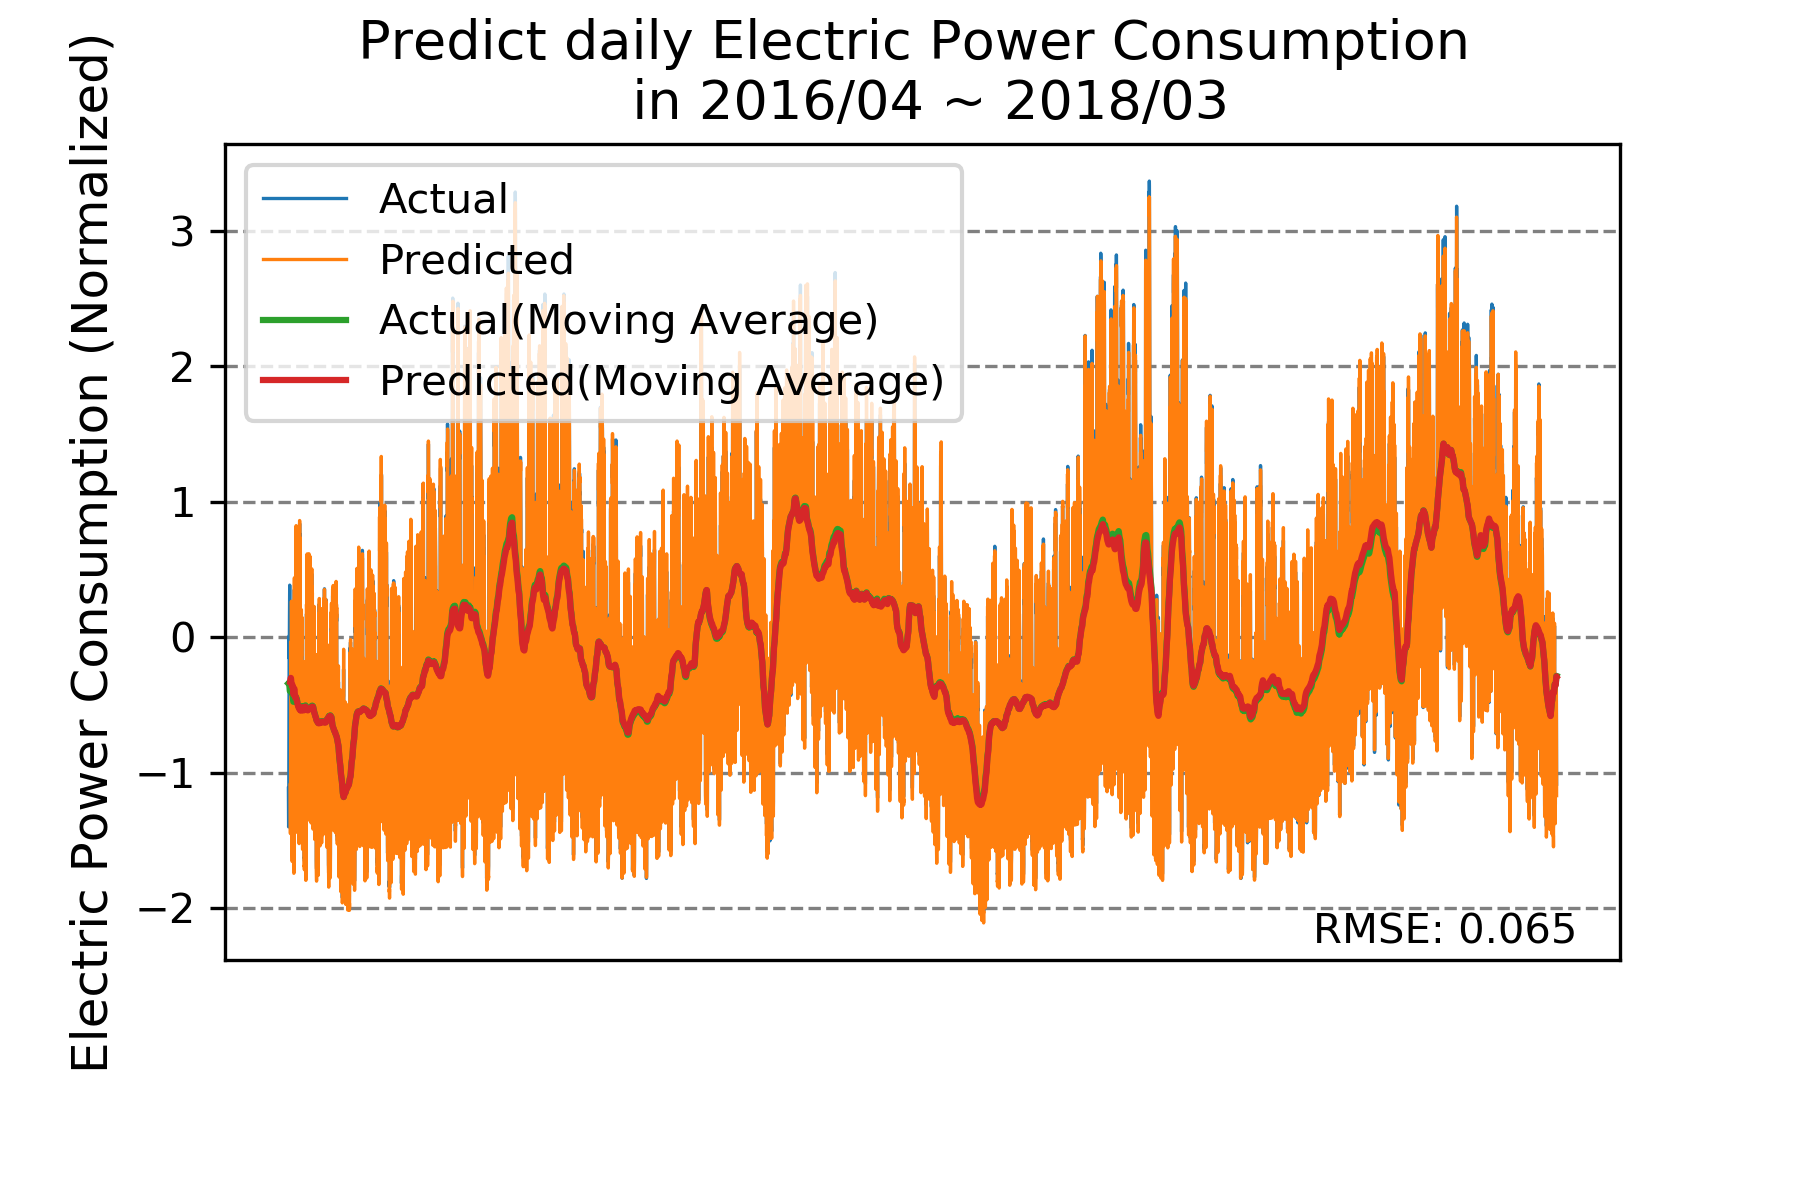 Predict daily Electric Power Consumption
in 2016/04 ~ 2018/03
Electric Power Consumption (Normalized)
Actual
Predicted
Actual(Moving Average)
Predicted(Moving Average)
3
2
1
0
−1
−2
RMSE: 0.065